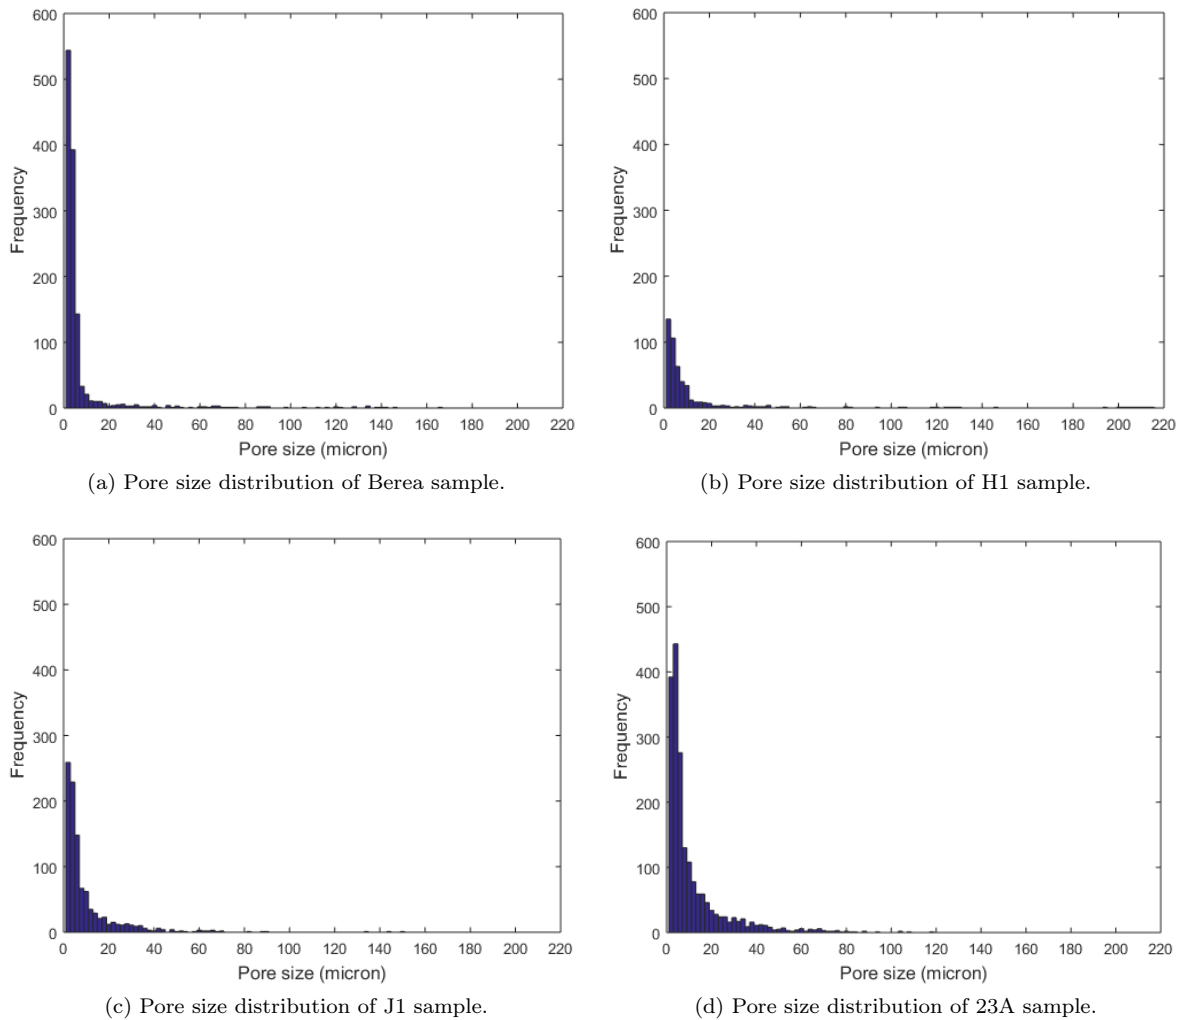 600
500
400
300
200
100
0
Frequency
0 20 40 60 80 100 120 140 160 180 200 220
Pore size (micron)
(a) Pore size distribution of Berea sample.
600
500
400
300
200
100
0
Frequency
0 20 40 60 80 100 120 140 160 180 200 220
Pore size (micron)
(b) Pore size distribution of H1 sample.
600
500
400
300
200
100
0
Frequency
0 20 40 60 80 100 120 140 160 180 200 220
Pore size (micron)
(c) Pore size distribution of J1 sample.
600
500
400
300
200
100
0
Frequency
0 20 40 60 80 100 120 140 160 180 200 220
Pore size (micron)
(d) Pore size distribution of 23A sample.